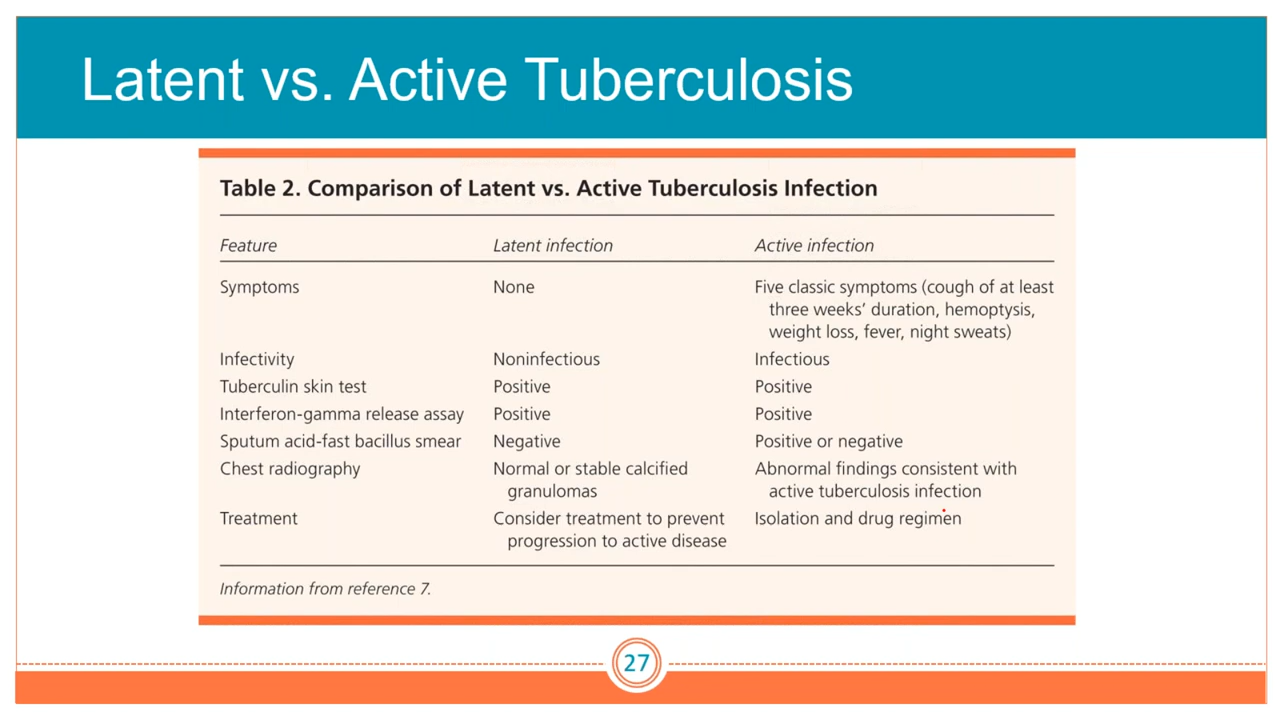 Latent vs. Active Tuberculosis
Table 2. Comparison of Latent vs. Active Tuberculosis Infection
Feature Latent infection Active infection
Symptoms None Five classic symptoms (cough of at least
three weeks’ duration, hemoptysis,
weight loss, fever, night sweats)
Infectivity Noninfectious Infectious
Tuberculin skin test Positive Positive
Interferon-gamma release assay Positive Positive
Sputum acid-fast bacillus smear Negative Positive or negative
Chest radiography Normal or stable calcified Abnormal findings consistent with
granulomas active tuberculosis infection
Treatment Consider treatment to prevent Isolation and drug regimen
progression to active disease
Information from reference 7.
27